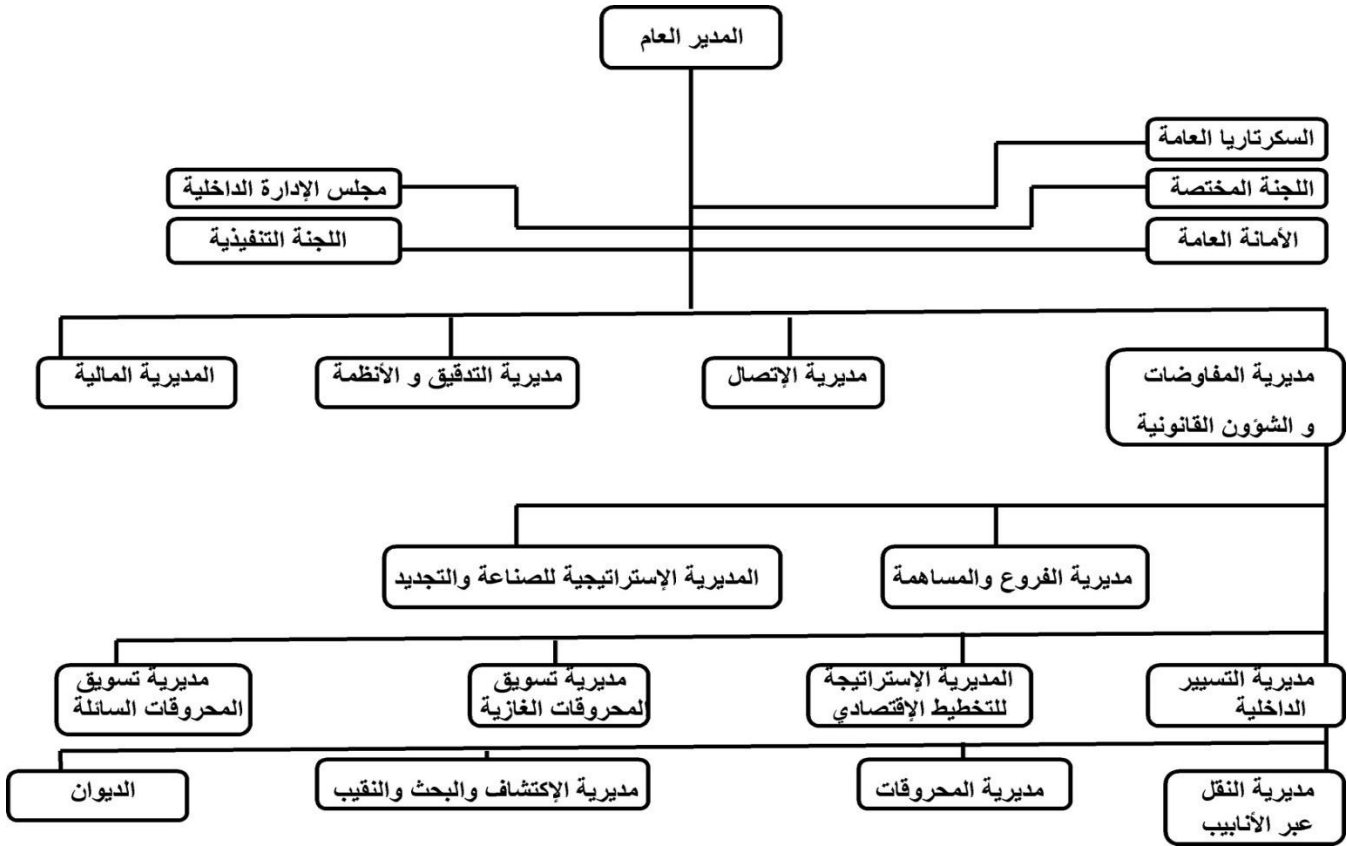 المدير العام
السكرتاريا العامة
اللجنة المختصة
مجلس الإدارة الداخلية
الأمانة العامة
اللجنة التنفيذية
مديرية المفاوضات
و الشؤون القانونية
مديرية الإتصال
مديرية التدقيق و الأنظمة
المديرية المالية
مديرية الفروع والمساهمة
المديرية الإستراتيجية للصناعة والتجديد
مديرية التسيير
الداخلية
المديرية الإستراتيجة
للتخطيط الإقتصادي
مديرية تسويق
المحروقات الغازية
مديرية تسويق
المحروقات السائلة
مديرية النقل
عبر الأنابيب
مديرية المحروقات
مديرية الإكتشاف والبحث والنقيب
الديوان